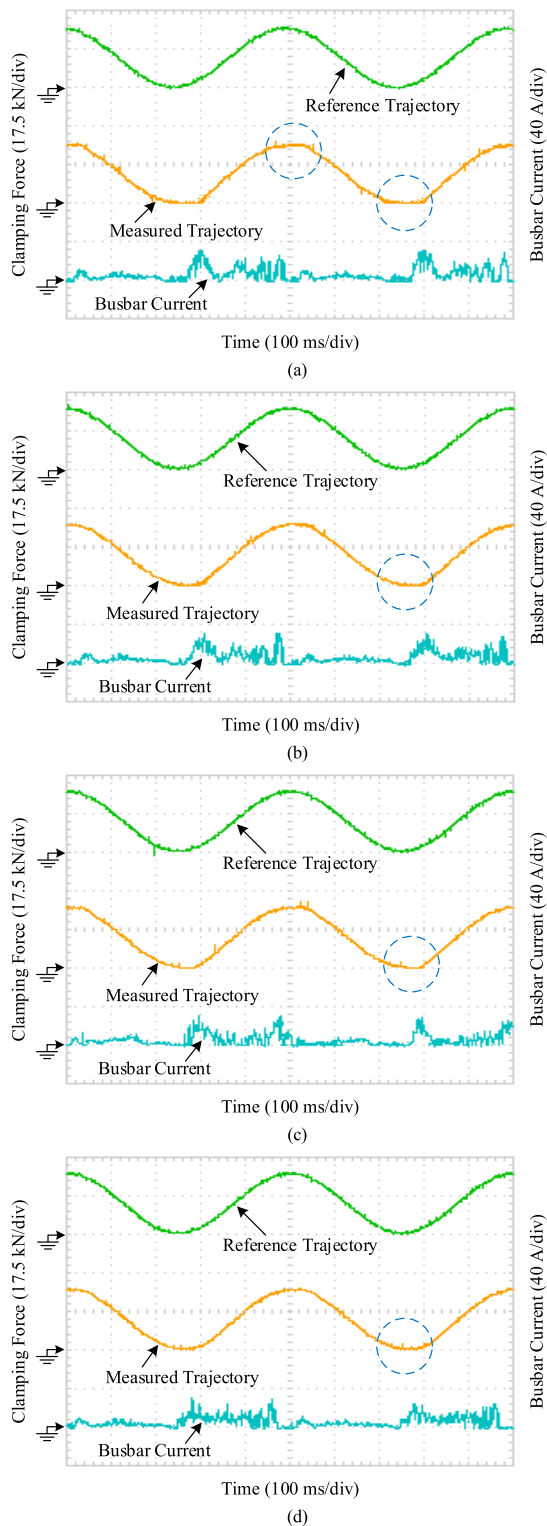 Clamping Force (17.5 kN/div)
Reference Trajectory
Measured Trajectory
Busbar Current
Busbar Current (40 A/div)
Time (100 ms/div)
(a)
Clamping Force (17.5 kN/div)
Reference Trajectory
Measured Trajectory
Busbar Current
Busbar Current (40 A/div)
Time (100 ms/div)
(b)
Clamping Force (17.5 kN/div)
Reference Trajectory
Measured Trajectory
Busbar Current
Busbar Current (40 A/div)
Time (100 ms/div)
(c)
Clamping Force (17.5 kN/div)
Reference Trajectory
Measured Trajectory
Busbar Current
Busbar Current (40 A/div)
Time (100 ms/div)
(d)